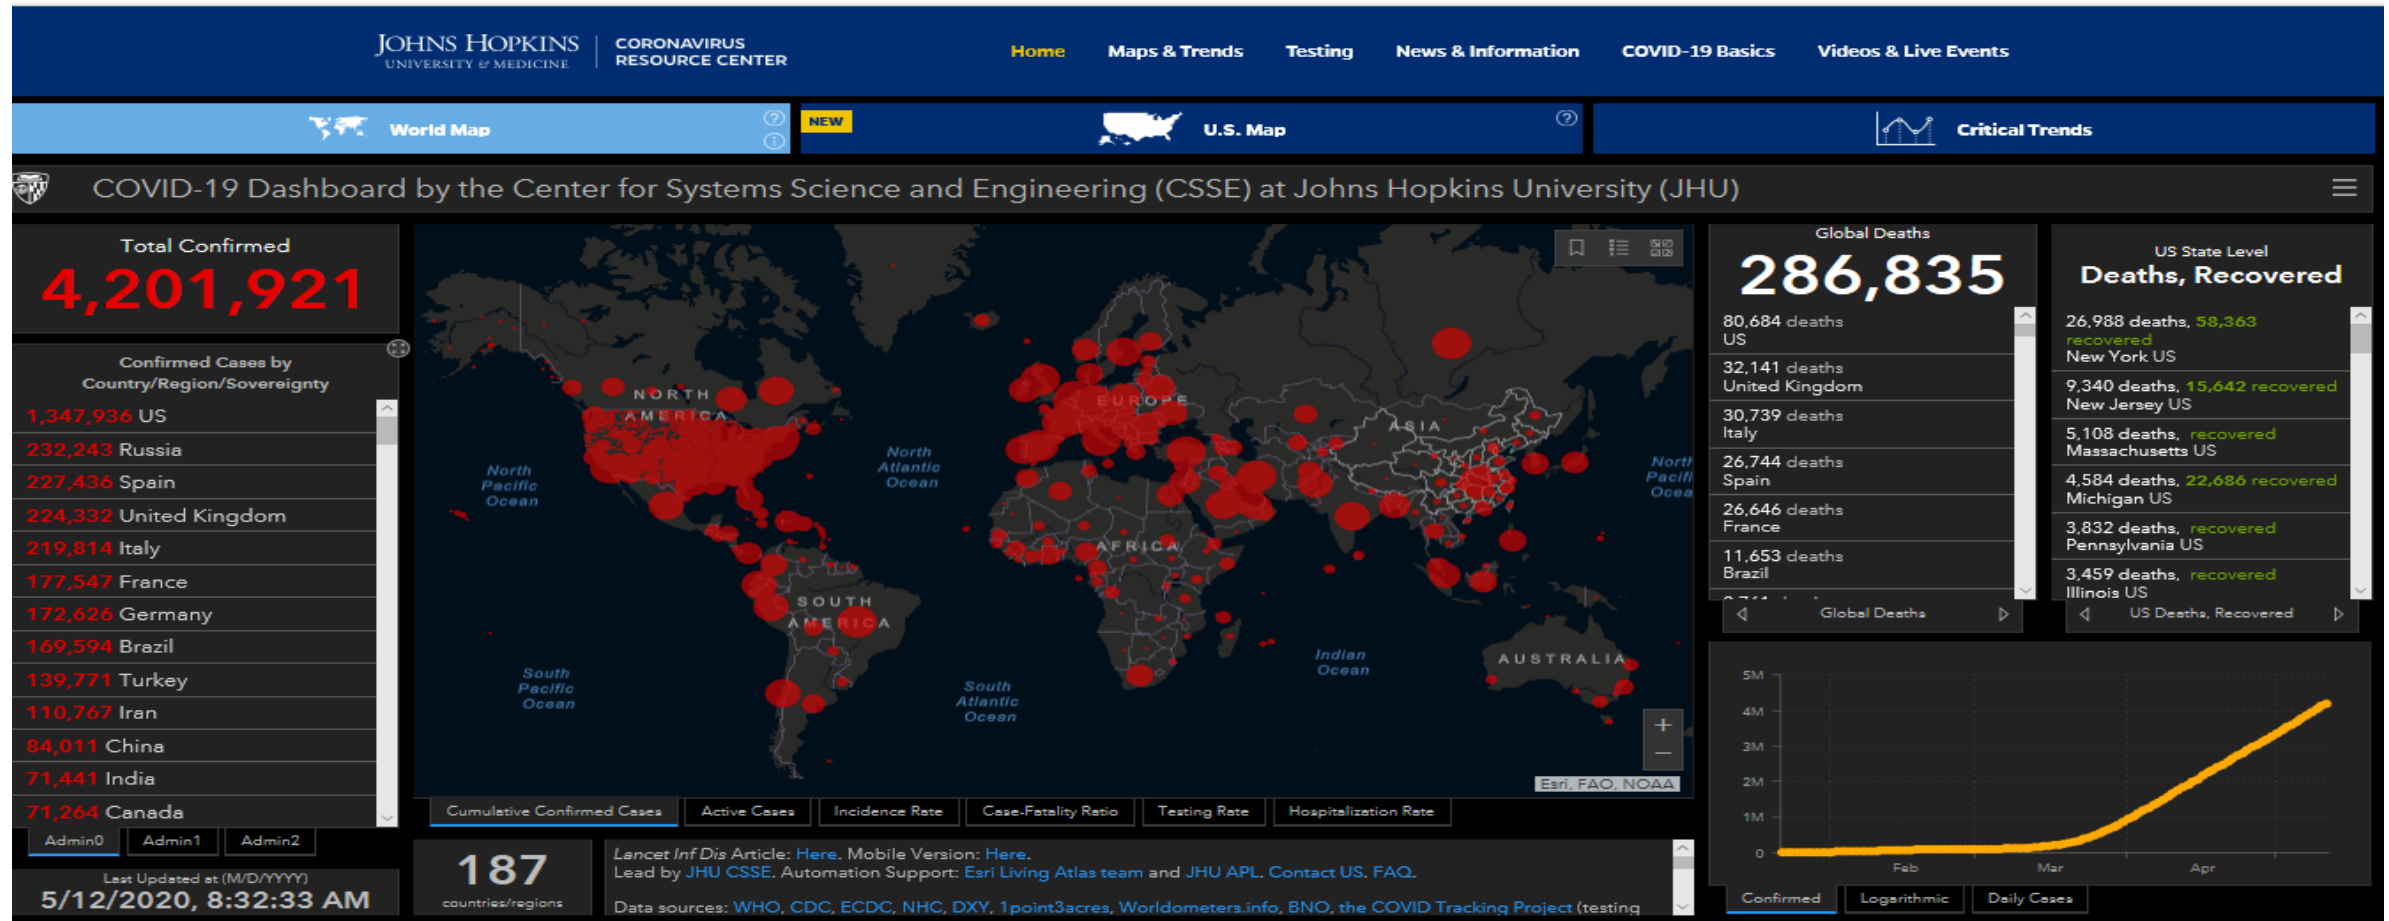 JOHNS HOPKINS
UNIVERSITY & MEDICINE
CORONAVIRUS
RESOURCE CENTER
Home
Maps & Trends
Testing
News & Information
COVID-19 Basics
Videos & Live Events
World Map
NEW
U.S. Map
Critical Trends
COVID-19 Dashboard by the Center for Systems Science and Engineering (CSSE) at Johns Hopkins University (JHU)
Total Confirmed
4,201,921
Confirmed Cases by
Country/Region/Sovereignty
1,347,936 US
232,243 Russia
227,436 Spain
224,332 United Kingdom
219,814 Italy
177,547 France
172,626 Germany
169,594 Brazil
139,771 Turkey
110,767 Iran
84,011 China
71,441 India
71,264 Canada
Admin0
Admin1
Admin2
Last Updated at (M/D/YYYY)
5/12/2020, 8:32:33 AM
NORTH
AMERICA
EUROPE
ASIA
North
Pacific
Ocean
North
Atlantic
Ocean
AFRICA
SOUTH
AMERICA
South
Pacific
Ocean
South
Atlantic
Ocean
Indian
Ocean
AUSTRALIA
North
Pacifi
Ocea
Esri, FAO, NOAA
Cumulative Confirmed Cases
Active Cases
Incidence Rate
Case-Fatality Ratio
Testing Rate
Hospitalization Rate
187
countries/regions
Lancet Inf Dis Article: Here. Mobile Version: Here.
Lead by JHU CSSE. Automation Support: Esri Living Atlas team and JHU APL. Contact US. FAQ.
Data sources: WHO, CDC, ECDC, NHC, DXY, 1point3acres, Worldometers.info, BNO, the COVID Tracking Project (testing
Global Deaths
286,835
80,684 deaths
US
32,141 deaths
United Kingdom
30,739 deaths
Italy
26,744 deaths
Spain
26,646 deaths
France
11,653 deaths
Brazil
Global Deaths
US State Level
Deaths, Recovered
26,988 deaths, 58,363
recovered
New York US
9,340 deaths, 15,642 recovered
New Jersey US
5,108 deaths, recovered
Massachusetts US
4,584 deaths, 22,686 recovered
Michigan US
3,832 deaths, recovered
Pennsylvania US
3,459 deaths, recovered
Illinois US
US Deaths, Recovered
5M
4M
3M
2M
1M
0
Feb
Mar
Apr
Confirmed
Logarithmic
Daily Cases